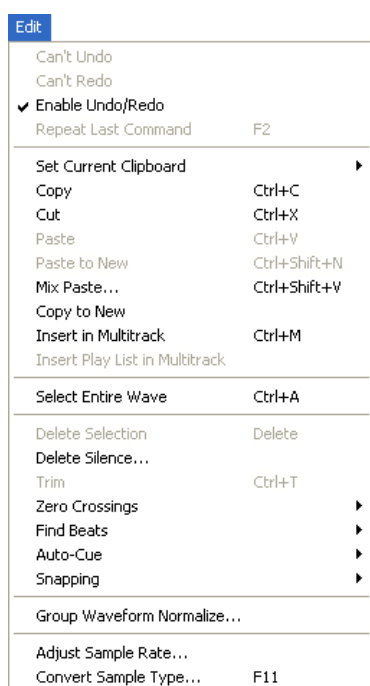 Edit
Can't Undo
Can't Redo
Enable Undo/Redo
Repeat Last Command F2
Set Current Clipboard
Copy Ctrl+C
Cut Ctrl+X
Paste Ctrl+V
Paste to New Ctrl+Shift+N
Mix Paste... Ctrl+Shift+V
Copy to New
Insert in Multitrack Ctrl+M
Insert Play List in Multitrack
Select Entire Wave Ctrl+A
Delete Selection Delete
Delete Silence...
Trim Ctrl+T
Zero Crossings
Find Beats
Auto-Cue
Snapping
Group Waveform Normalize...
Adjust Sample Rate...
Convert Sample Type... F11